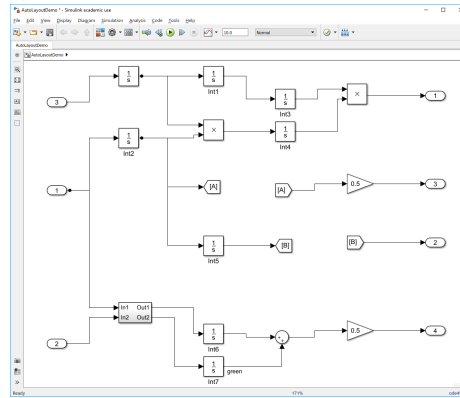 AutoLayoutDemo * - Simulink academic use
File Edit View Display Diagram Simulation Analysis Code Tools Help
10.0 Normal
AutoLayoutDemo
AutoLayoutDemo
3
1
s
1
s
Int1
1
s
Int3
×
1
1
s
Int2
×
1
s
Int4
1
[A]
[A]
0.5
3
1
s
Int5
[B]
[B]
2
In1 Out1
In2 Out2
2
1
s
Int6
+
+
0.5
4
1
s
Int7
green
Ready
171%